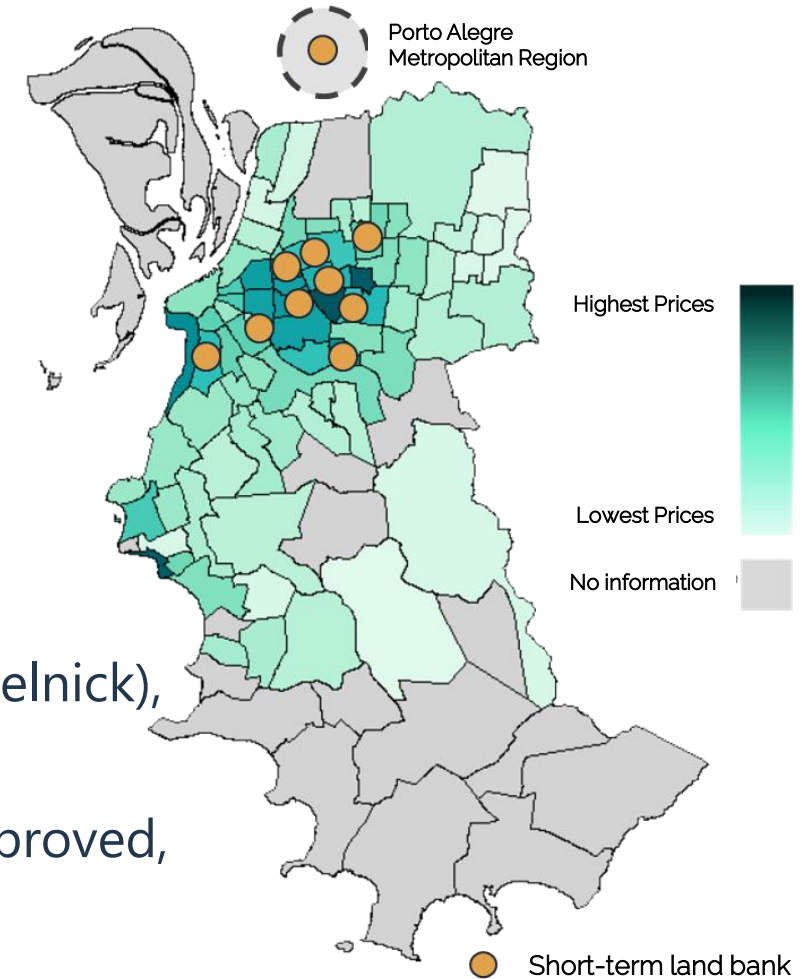 Porto Alegre
Metropolitan Region
Highest Prices
Lowest Prices
No information
elnick),
proved,
Short-term land bank